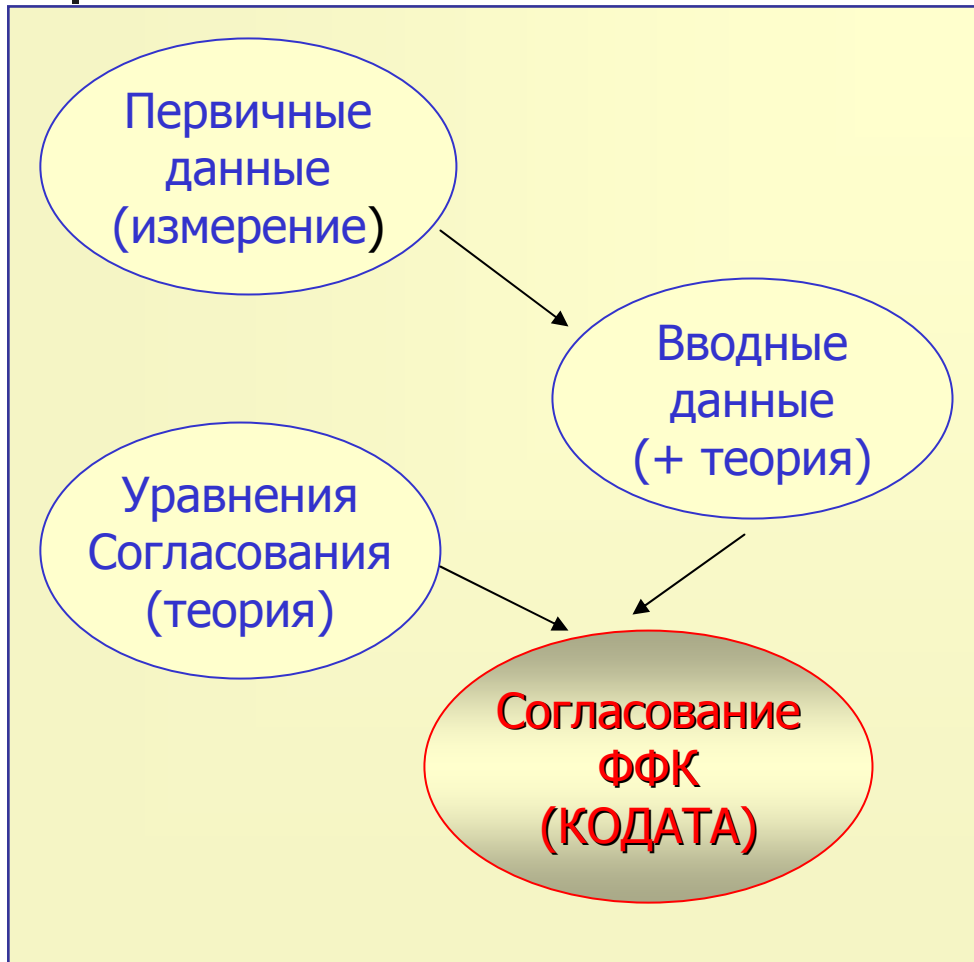 Первичные
данные
(измерение)
Вводные
данные
(+ теория)
Уравнения
Согласования
(теория)
Согласование
ФФК
(КОДАТА)